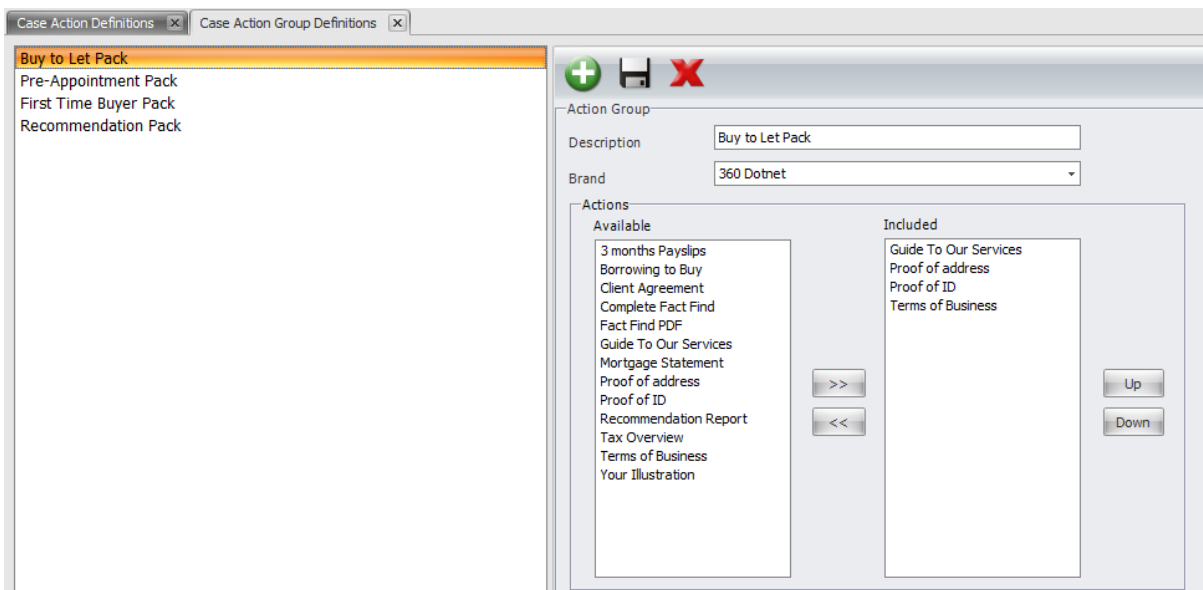 Case Action Definitions
Case Action Group Definitions
Buy to Let Pack
Pre-Appointment Pack
First Time Buyer Pack
Recommendation Pack
Action Group
Description
Buy to Let Pack
Brand
360 Dotnet
Actions
Available
3 months Payslips
Borrowing to Buy
Client Agreement
Complete Fact Find
Fact Find PDF
Guide To Our Services
Mortgage Statement
Proof of address
Proof of ID
Recommendation Report
Tax Overview
Terms of Business
Your Illustration
>>
<<
Included
Guide To Our Services
Proof of address
Proof of ID
Terms of Business
Up
Down